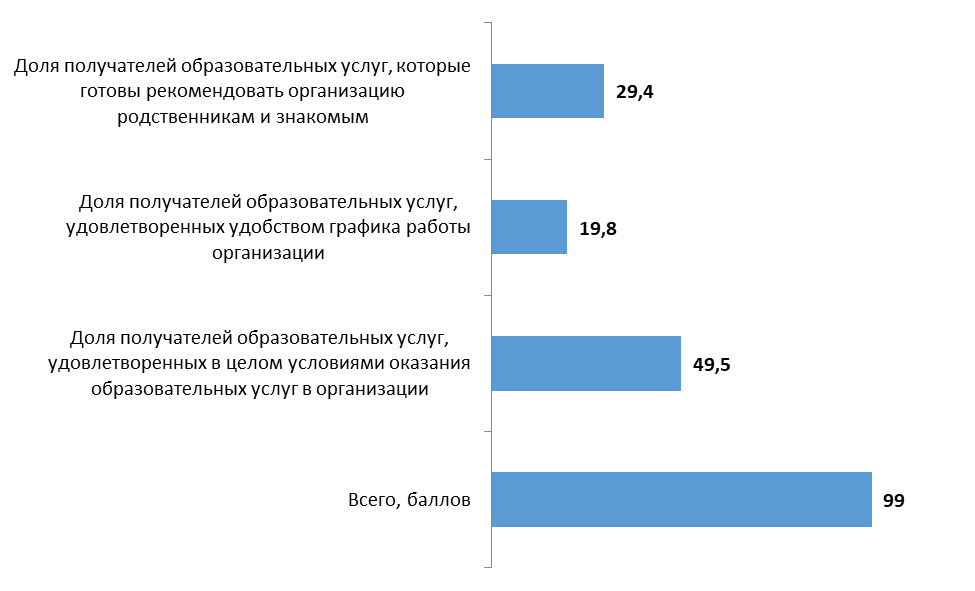 Доля получателей образовательных услуг, которые
готовы рекомендовать организацию
родственникам и знакомым
29,4
Доля получателей образовательных услуг,
удовлетворенных удобством графика работы
организации
19,8
Доля получателей образовательных услуг,
удовлетворенных в целом условиями оказания
образовательных услуг в организации
49,5
Всего, баллов
99